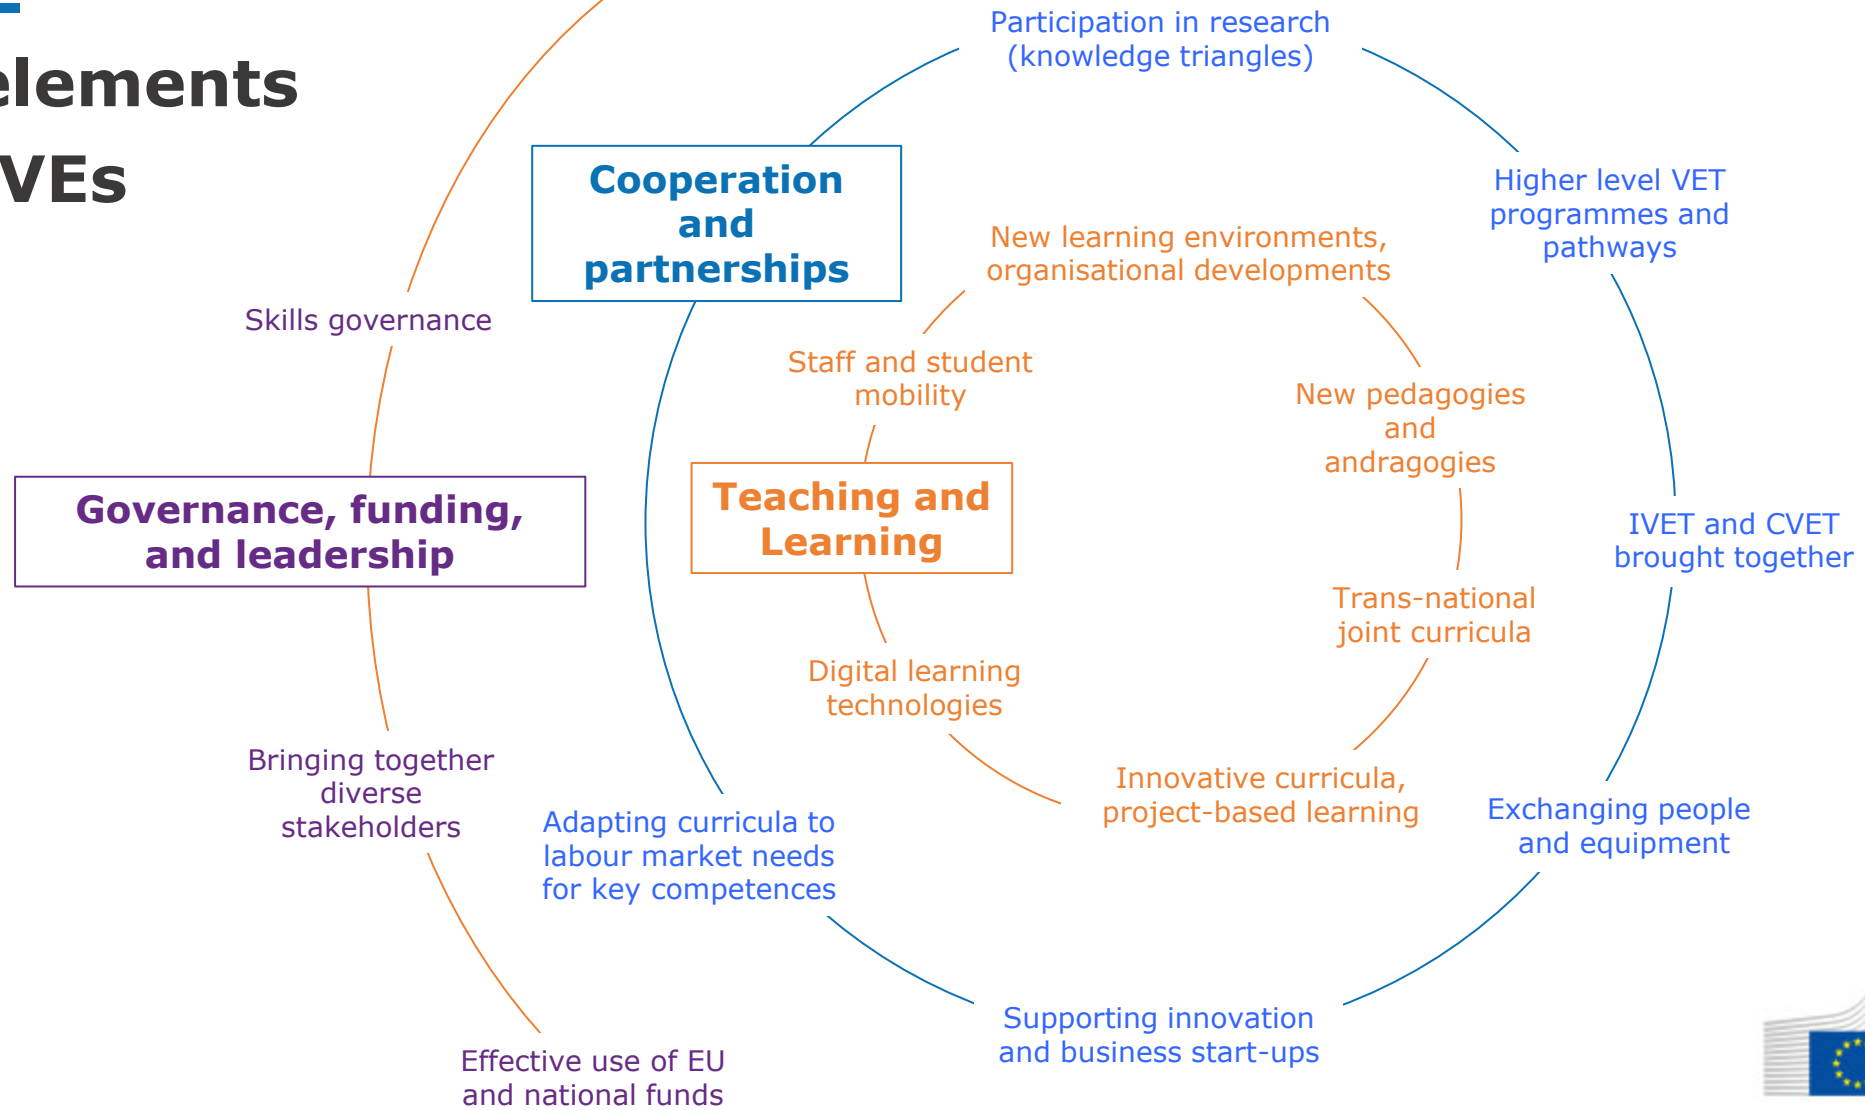 elements
VEs
Participation in research
(knowledge triangles)
Cooperation
and
partnerships
Higher level VET
programmes and
pathways
New learning environments,
organisational developments
Skills governance
Staff and student
mobility
New pedagogies
and
andragogies
Governance, funding,
and leadership
Teaching and
Learning
IVET and CVET
brought together
Trans-national
joint curricula
Digital learning
technologies
Bringing together
diverse
stakeholders
Innovative curricula,
project-based learning
Adapting curricula to
labour market needs
for key competences
Exchanging people
and equipment
Supporting innovation
and business start-ups
Effective use of EU
and national funds